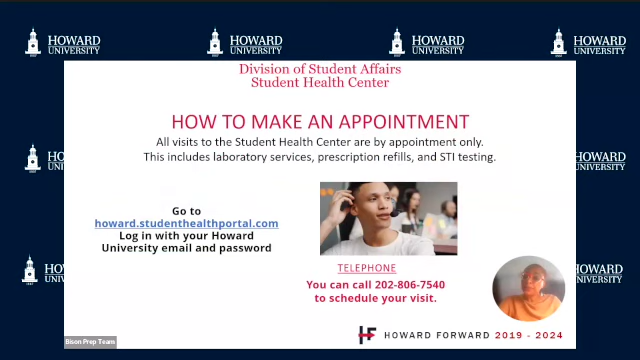 HOWARD
UNIVERSITY
HOWARD
UNIVERSITY
HOWARD
UNIVERSITY
HOWARD
UNIVERSITY
Division of Student Affairs
Student Health Center
HOW TO MAKE AN APPOINTMENT
All visits to the Student Health Center are by appointment only.
This includes laboratory services, prescription refills, and STI testing.
Go to
howard.studenthealthportal.com
Log in with your Howard
University email and password
TELEPHONE
You can call 202-806-7540
to schedule your visit.
HF HOWARD FORWARD 2019 - 2024
Bison Prep Teams